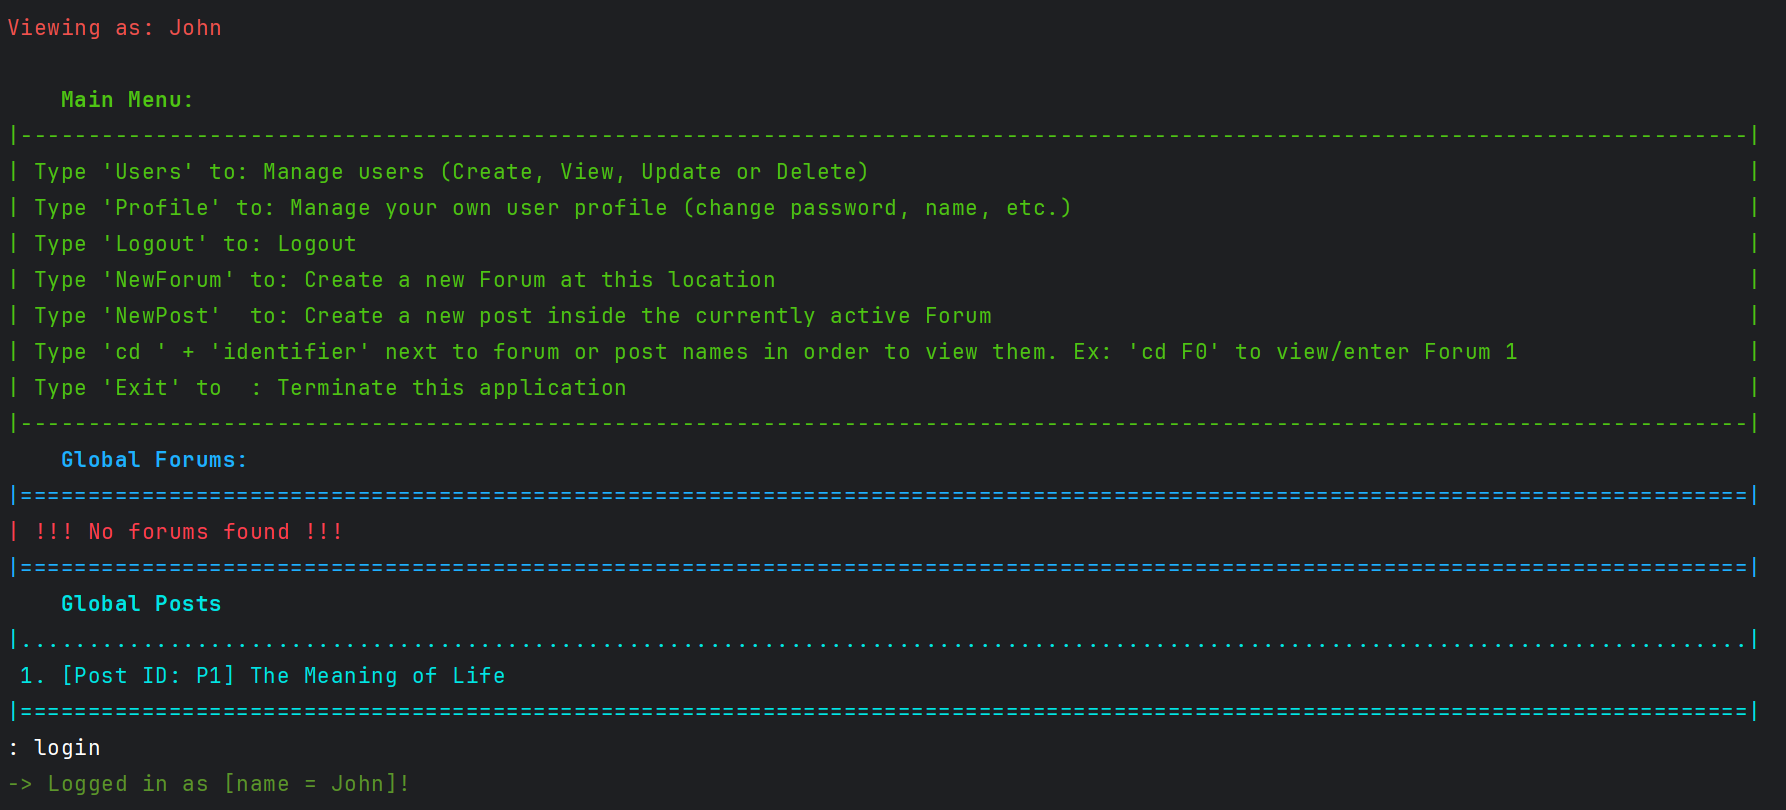 Viewing as: John
Main Menu:
|--------------------------------------------------------------------------------------------------------------------------------|
| Type 'Users' to: Manage users (Create, View, Update or Delete) |
| Type 'Profile' to: Manage your own user profile (change password, name, etc.) |
| Type 'Logout' to: Logout |
| Type 'NewForum' to: Create a new Forum at this location |
| Type 'NewPost'  to: Create a new post inside the currently active Forum |
| Type 'cd ' + 'identifier' next to forum or post names in order to view them. Ex: 'cd F0' to view/enter Forum 1 |
| Type 'Exit' to  : Terminate this application |
|--------------------------------------------------------------------------------------------------------------------------------|
Global Forums:
|================================================================================================================================|
| !!! No forums found !!!
|================================================================================================================================|
Global Posts
|................................................................................................................................|
1. [Post ID: P1] The Meaning of Life
|================================================================================================================================|
: login
-> Logged in as [name = John]!